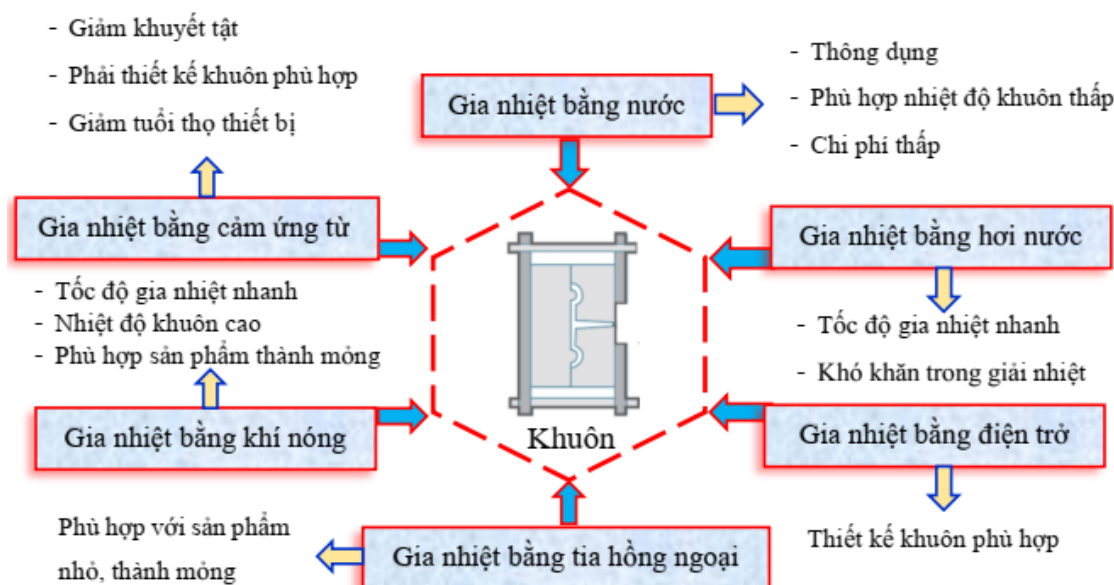 - Giảm khuyết tật
- Phải thiết kế khuôn phù hợp
- Giảm tuổi thọ thiết bị
Gia nhiệt bằng nước
- Thông dụng
- Phù hợp nhiệt độ khuôn thấp
- Chi phí thấp
Gia nhiệt bằng cảm ứng từ
Gia nhiệt bằng hơi nước
- Tốc độ gia nhiệt nhanh
- Nhiệt độ khuôn cao
- Phù hợp sản phẩm thành mỏng
- Tốc độ gia nhiệt nhanh
- Khó khăn trong giải nhiệt
Gia nhiệt bằng khí nóng
Khuôn
Gia nhiệt bằng điện trở
Phù hợp với sản phẩm
nhỏ, thành mỏng
Gia nhiệt bằng tia hồng ngoại
Thiết kế khuôn phù hợp